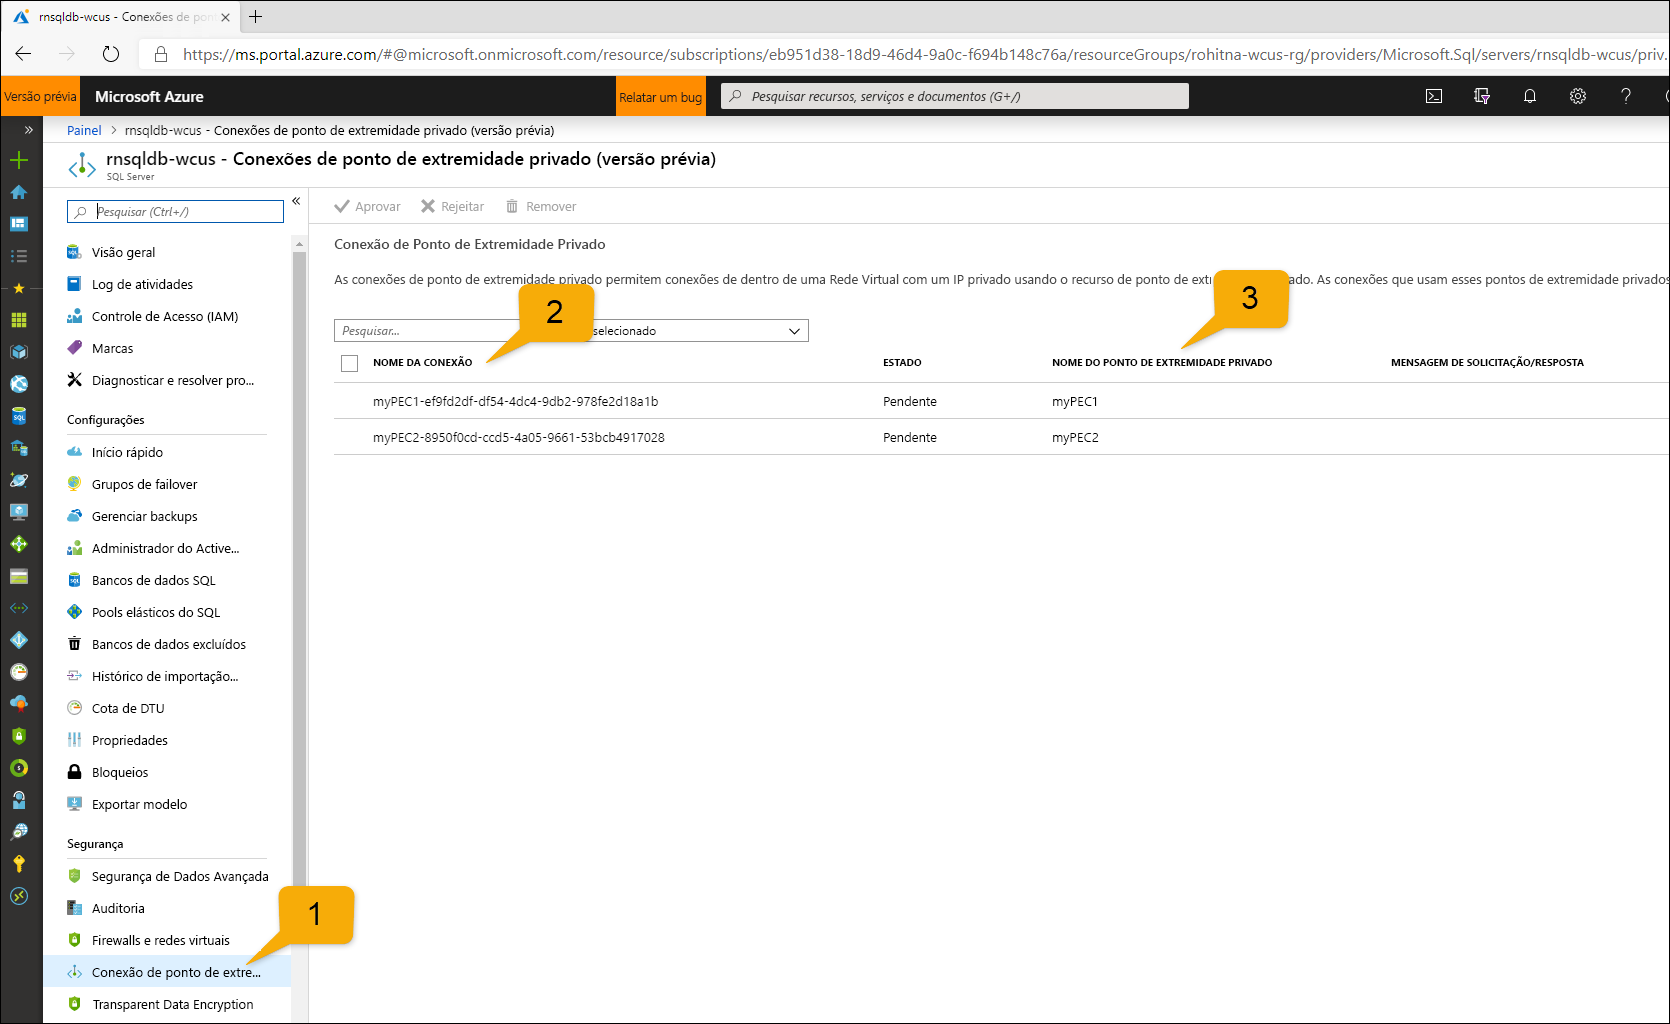 rnsqldb-wcus - Conexões de pont
https://ms.portal.azure.com/#@microsoft.onmicrosoft.com/resource/subscriptions/eb951d38-18d9-46d4-9a0c-f694b148c76a/resourceGroups/rohitna-wcus-rg/providers/Microsoft.Sql/servers/rnsqldb-wcus/priv.
Versão prévia
Microsoft Azure
Relatar um bug
Pesquisar recursos, serviços e documentos (G+/)
Painel > rnsqldb-wcus - Conexões de ponto de extremidade privado (versão prévia)
rnsqldb-wcus - Conexões de ponto de extremidade privado (versão prévia)
SQL Server
Pesquisar (Ctrl+/)
Visão geral
Log de atividades
Controle de Acesso (IAM)
Marcas
Diagnosticar e resolver pro...
Configurações
Início rápido
Grupos de failover
Gerenciar backups
Administrador do Active...
Bancos de dados SQL
Pools elásticos do SQL
Bancos de dados excluídos
Histórico de importação...
Cota de DTU
Propriedades
Bloqueios
Exportar modelo
Segurança
Segurança de Dados Avançada
Auditoria
Firewalls e redes virtuais
Conexão de ponto de extre...
Transparent Data Encryption
1
Aprovar Rejeitar Remover
Conexão de Ponto de Extremidade Privado
As conexões de ponto de extremidade privado permitem conexões de dentro de uma Rede Virtual com um IP privado usando o recurso de ponto de ado. As conexões que usam esses pontos de extremidade privados
2
3
Pesquisar...
selecionado
NOME DA CONEXÃO ESTADO NOME DO PONTO DE EXTREMIDADE PRIVADO MENSAGEM DE SOLICITAÇÃO/RESPOSTA
myPEC1-ef9fd2df-df54-4dc4-9db2-978fe2d18a1b Pendente myPEC1
myPEC2-8950f0cd-ccd5-4a05-9661-53bcb4917028 Pendente myPEC2